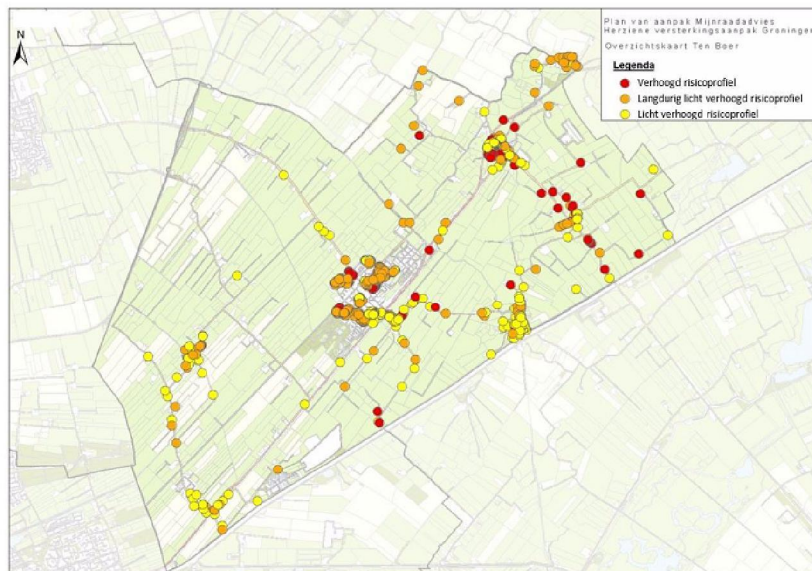 N
Plan van aanpak Mijnraadadvies
Herziene versterkingsaanpak Groningen
Overzichtskaart Ten Boer
Legenda
Verhoogd risicoprofiel
Langdurig licht verhoogd risicoprofiel
Licht verhoogd risicoprofiel